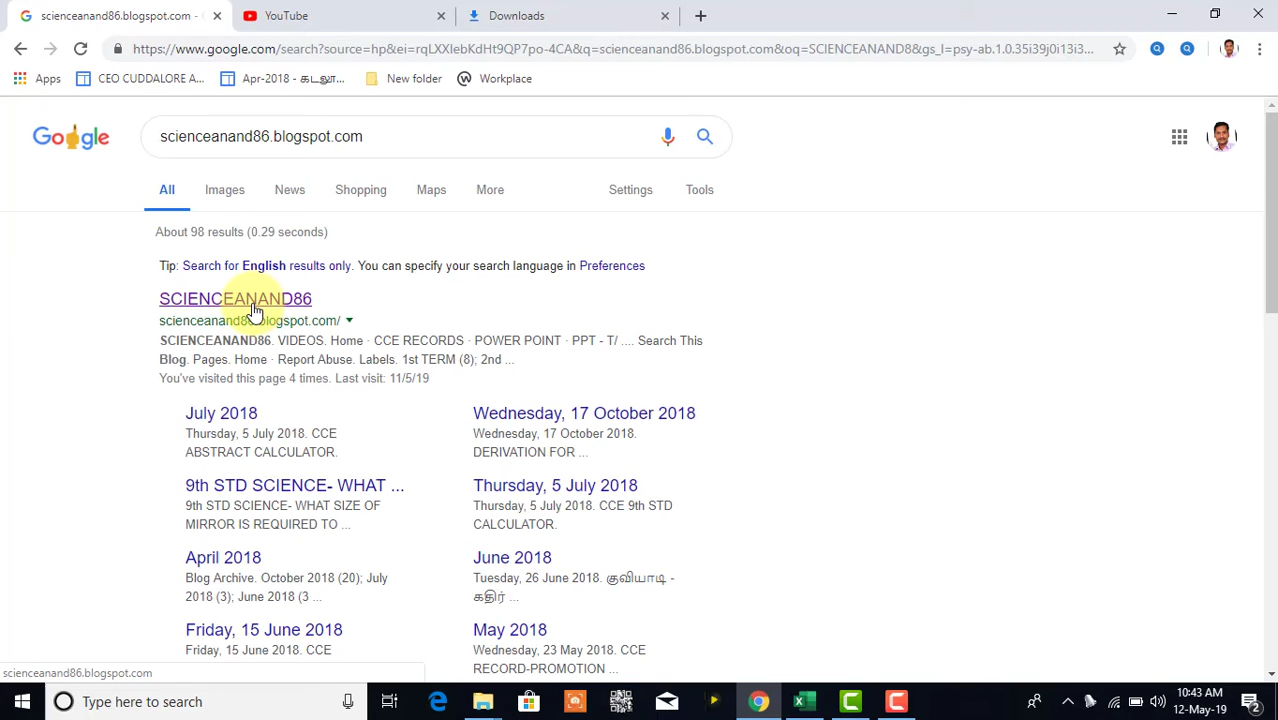 scienceanand86.blogspot.com - G
YouTube
Downloads
https://www.google.com/search?source=hp&ei=rqLXXIebKdHt9QP7po-4CA&q=scienceanand86.blogspot.com&oq=SCIENCEANAND8&gs_l=psy-ab.1.0.35i39j0i13i3...
Apps
CEO CUDDALORE A...
Apr-2018 - கடலூ...
New folder
Workplace
Google
scienceanand86.blogspot.com
All
Images
News
Shopping
Maps
More
Settings
Tools
About 98 results (0.29 seconds)
Tip: Search for English results only. You can specify your search language in Preferences
SCIENCEANAND86
scienceanand86.blogspot.com/
SCIENCEANAND86. VIDEOS. Home · CCE RECORDS · POWER POINT · PPT - T/ .... Search This
Blog. Pages. Home · Report Abuse. Labels. 1st TERM (8); 2nd ...
You've visited this page 4 times. Last visit: 11/5/19
July 2018
Thursday, 5 July 2018. CCE
ABSTRACT CALCULATOR.
Wednesday, 17 October 2018
Wednesday, 17 October 2018.
DERIVATION FOR ...
9th STD SCIENCE- WHAT ...
9th STD SCIENCE- WHAT SIZE OF
MIRROR IS REQUIRED TO ...
Thursday, 5 July 2018
Thursday, 5 July 2018. CCE 9th STD
CALCULATOR.
April 2018
Blog Archive. October 2018 (20); July
2018 (3); June 2018 (3 ...
June 2018
Tuesday, 26 June 2018. குவியாடி -
கதிர் ...
Friday, 15 June 2018
Friday, 15 June 2018. CCE
May 2018
Wednesday, 23 May 2018. CCE
RECORD-PROMOTION ...
scienceanand86.blogspot.com
Type here to search
10:43 AM
12-May-19
2